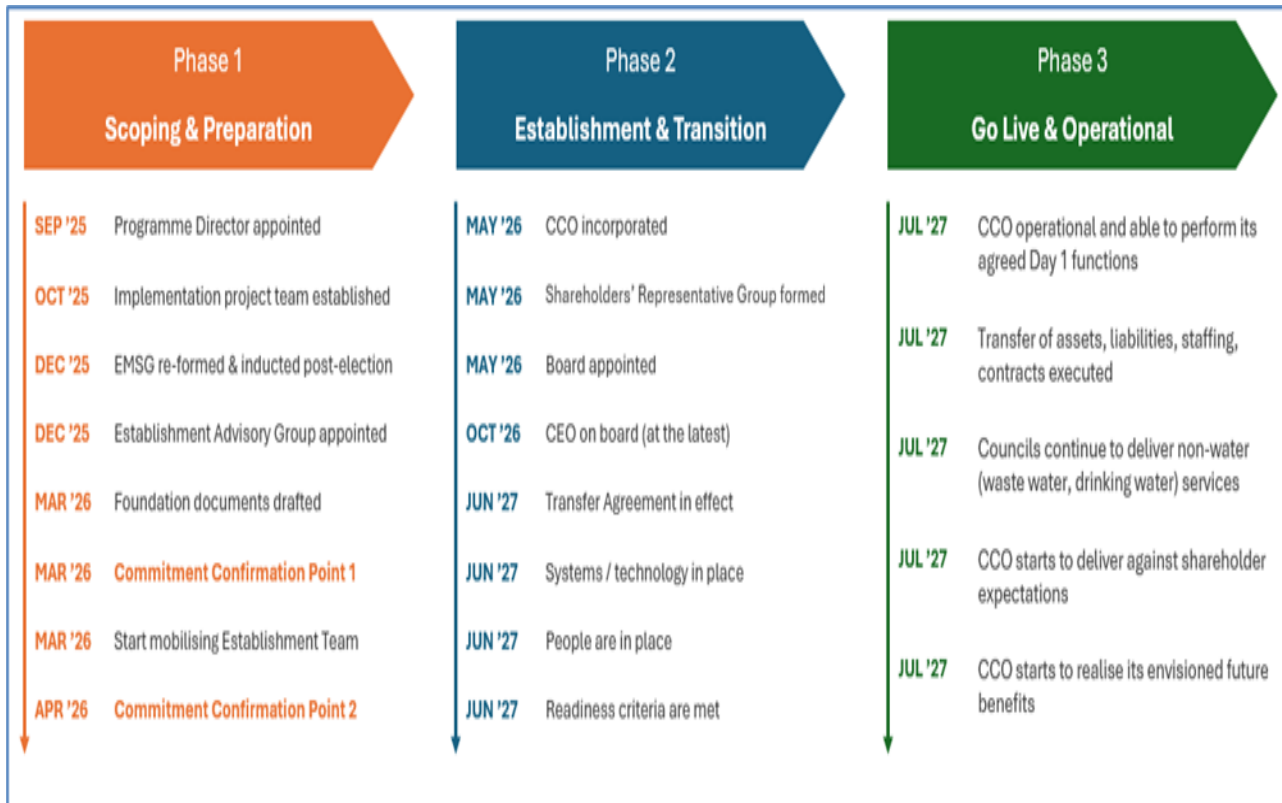 Phase 1
Scoping & Preparation
SEP '25 Programme Director appointed
OCT '25 Implementation project team established
DEC '25 EMSG re-formed & inducted post-election
DEC '25 Establishment Advisory Group appointed
MAR '26 Foundation documents drafted
MAR '26 Commitment Confirmation Point 1
MAR '26 Start mobilising Establishment Team
APR '26 Commitment Confirmation Point 2
Phase 2
Establishment & Transition
MAY '26 CCO incorporated
MAY '26 Shareholders' Representative Group formed
MAY '26 Board appointed
OCT '26 CEO on board (at the latest)
JUN '27 Transfer Agreement in effect
JUN '27 Systems / technology in place
JUN '27 People are in place
JUN '27 Readiness criteria are met
Phase 3
Go Live & Operational
JUL '27 CCO operational and able to perform its
agreed Day 1 functions
JUL '27 Transfer of assets, liabilities, staffing,
contracts executed
JUL '27 Councils continue to deliver non-water
(waste water, drinking water) services
JUL '27 CCO starts to deliver against shareholder
expectations
JUL '27 CCO starts to realise its envisioned future
benefits